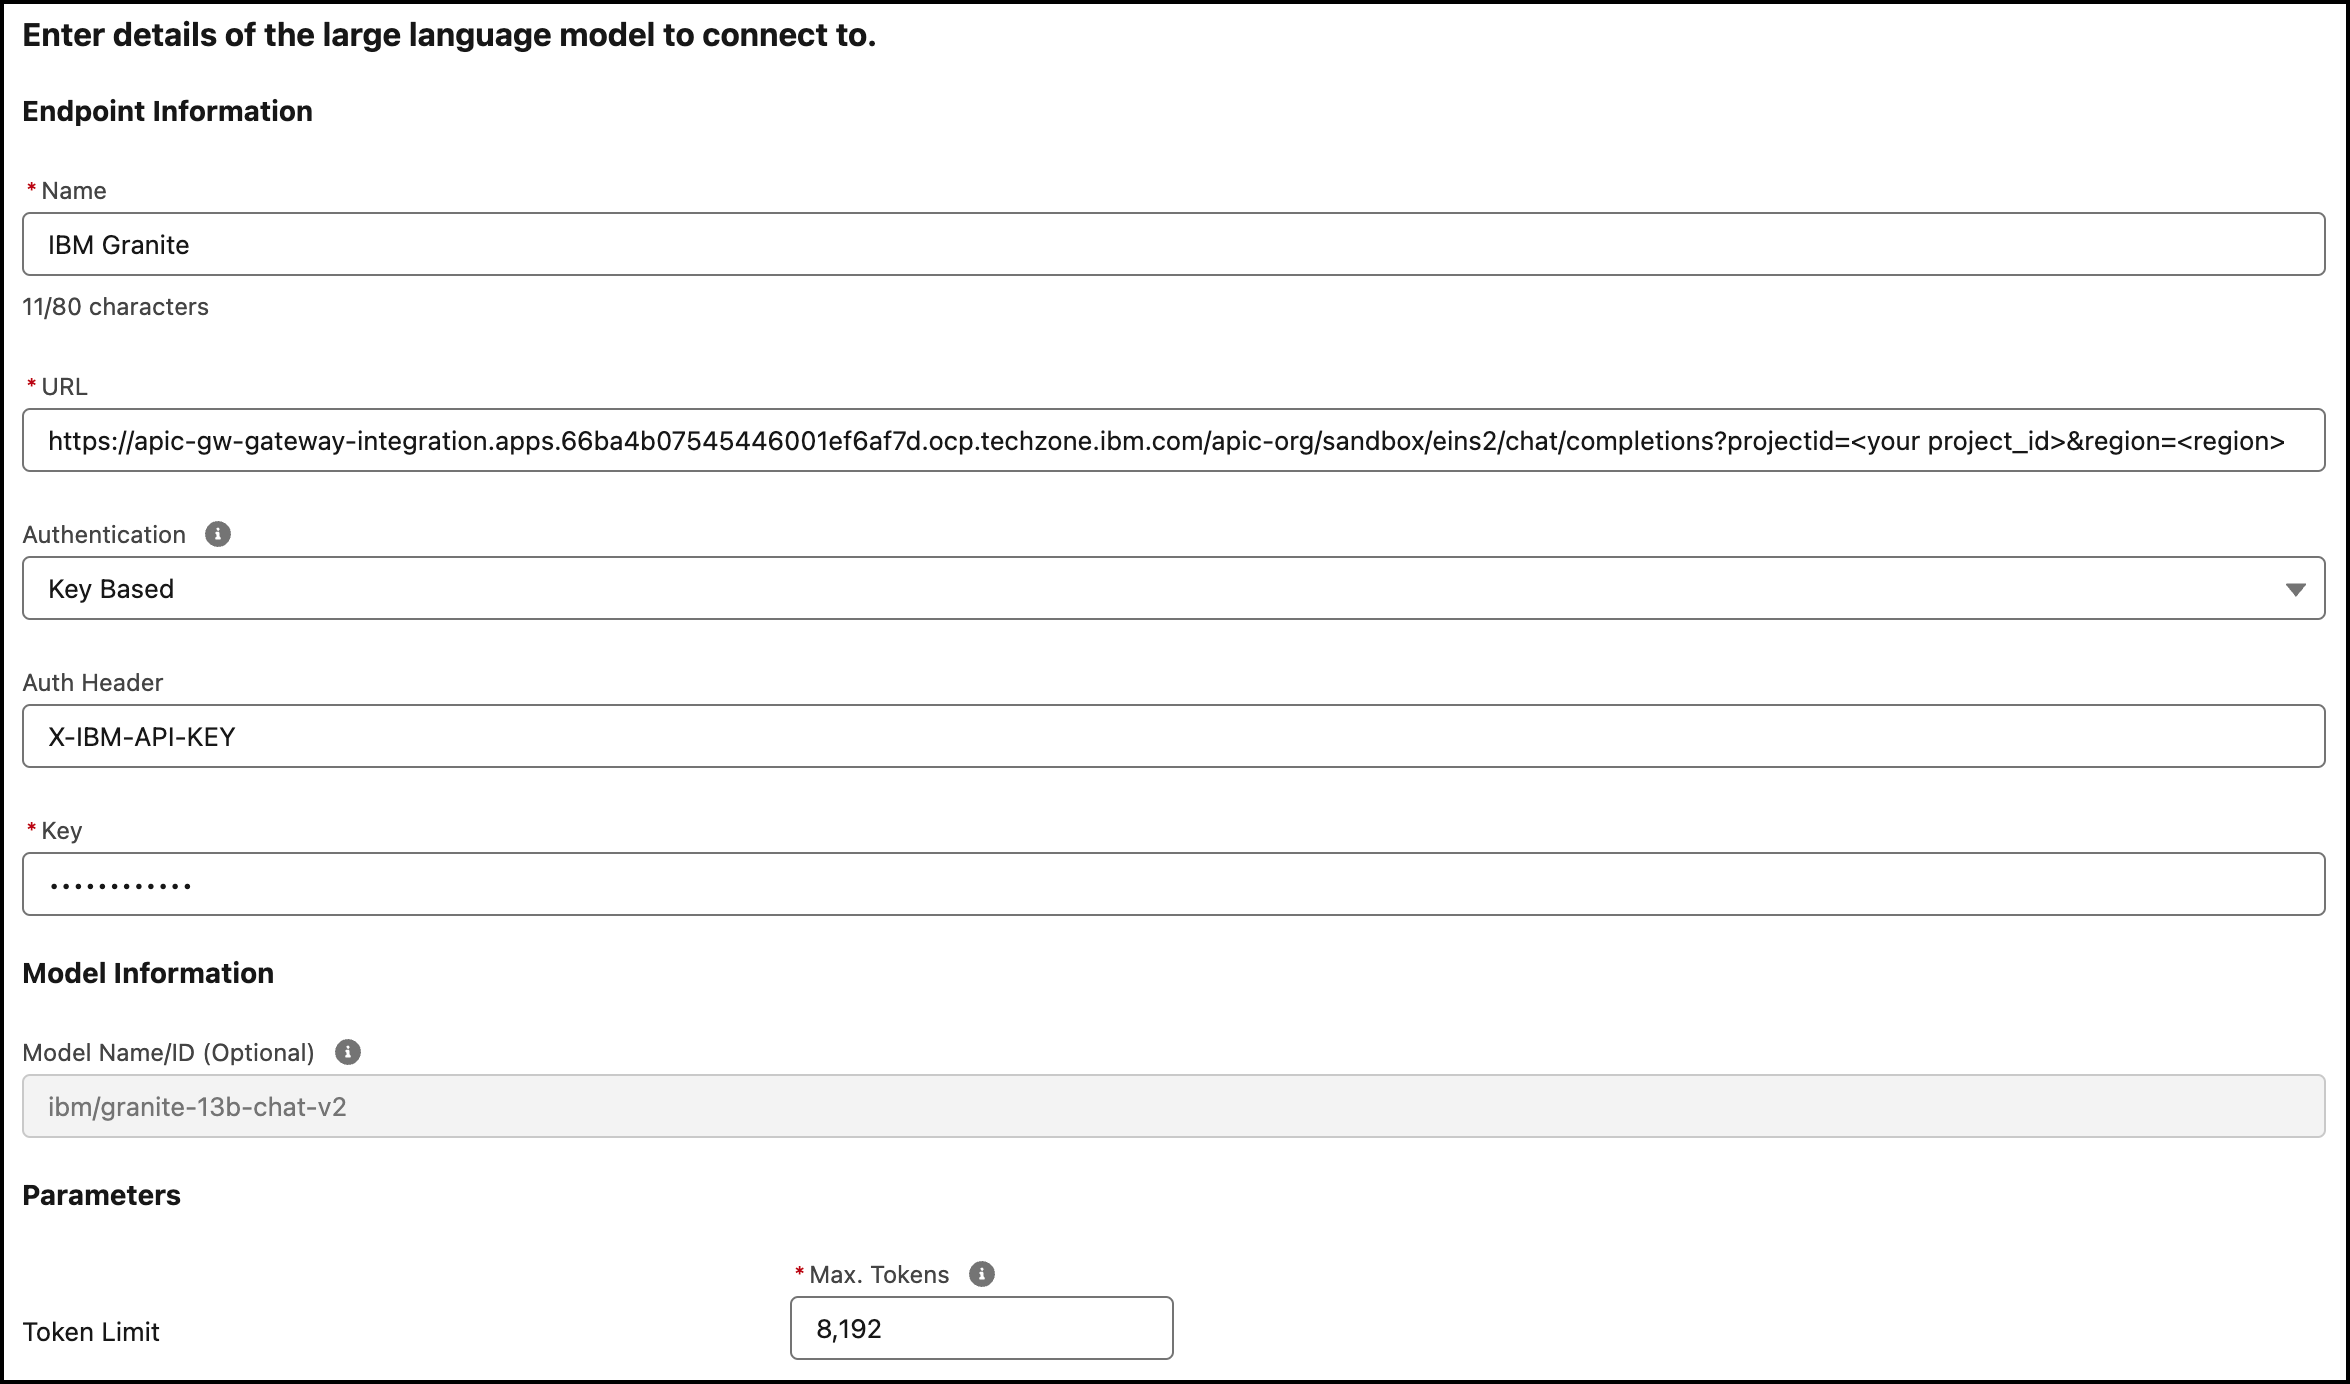 Enter details of the large language model to connect to.
Endpoint Information
* Name
IBM Granite
11/80 characters
* URL
https://apic-gw-gateway-integration.apps.66ba4b07545446001ef6af7d.ocp.techzone.ibm.com/apic-org/sandbox/eins2/chat/completions?projectid=<your project_id>&region=<region>
Authentication
Key Based
Auth Header
X-IBM-API-KEY
* Key
••••••••••••
Model Information
Model Name/ID (Optional)
ibm/granite-13b-chat-v2
Parameters
* Max. Tokens
Token Limit
8,192